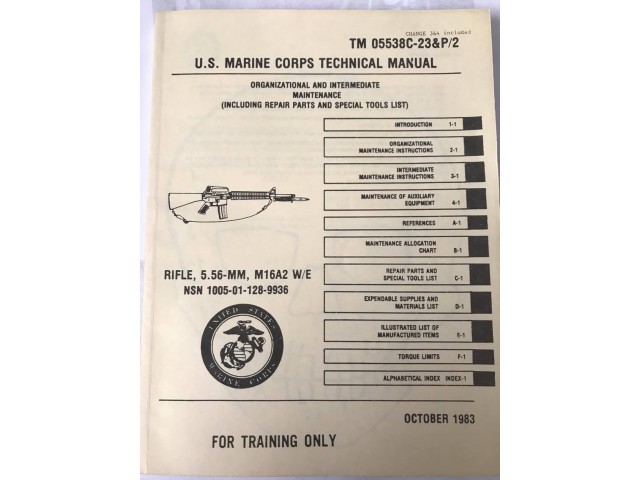 CHANGE 3&4 included
TM 05538C-23&P/2
U.S. MARINE CORPS TECHNICAL MANUAL
ORGANIZATIONAL AND INTERMEDIATE
MAINTENANCE
(INCLUDING REPAIR PARTS AND SPECIAL TOOLS LIST)
INTRODUCTION 1-1
ORGANIZATIONAL
MAINTENANCE INSTRUCTIONS 2-1
INTERMEDIATE
MAINTENANCE INSTRUCTIONS 3-1
MAINTENANCE OF AUXILIARY
EQUIPMENT 4-1
REFERENCES A-1
MAINTENANCE ALLOCATION
CHART B-1
REPAIR PARTS AND
SPECIAL TOOLS LIST C-1
EXPENDABLE SUPPLIES AND
MATERIALS LIST D-1
ILLUSTRATED LIST OF
MANUFACTURED ITEMS E-1
TORQUE LIMITS F-1
ALPHABETICAL INDEX INDEX-1
RIFLE, 5.56-MM, M16A2 W/E
NSN 1005-01-128-9936
UNITED STATES
MARINE CORPS
OCTOBER 1983
FOR TRAINING ONLY